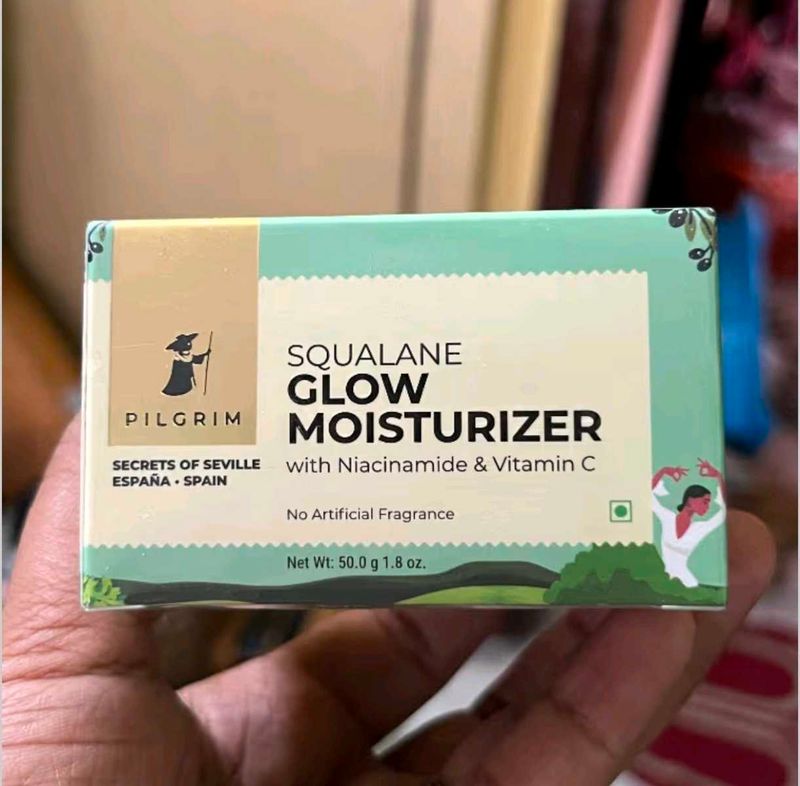 PILGRIM
SECRETS OF SEVILLE
ESPAÑA • SPAIN
SQUALANE
GLOW
MOISTURIZER
with Niacinamide & Vitamin C
No Artificial Fragrance
Net Wt: 50.0 g 1.8 oz.